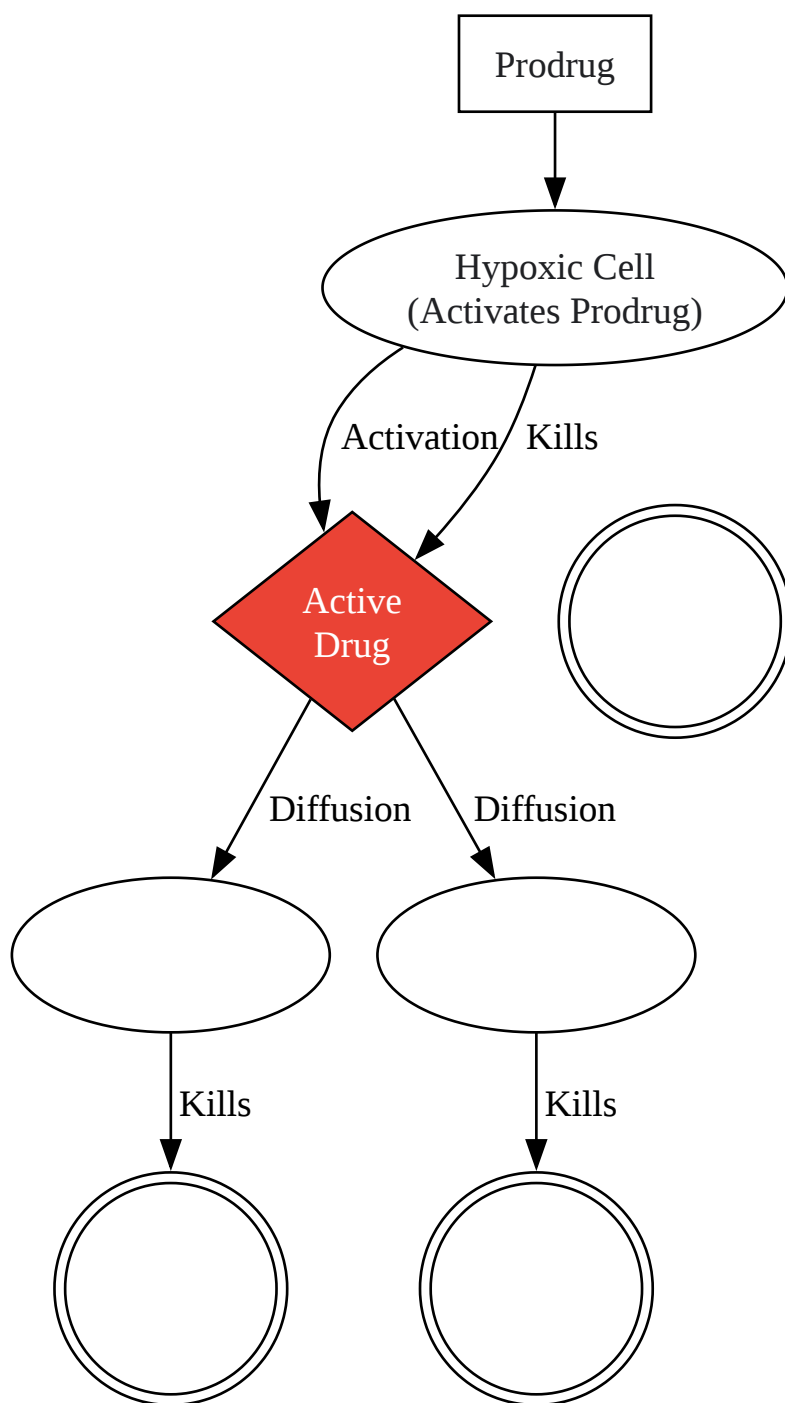 Prodrug
Hypoxic Cell
(Activates Prodrug)
Activation
Kills
Active
Drug
Diffusion
Diffusion
Kills
Kills